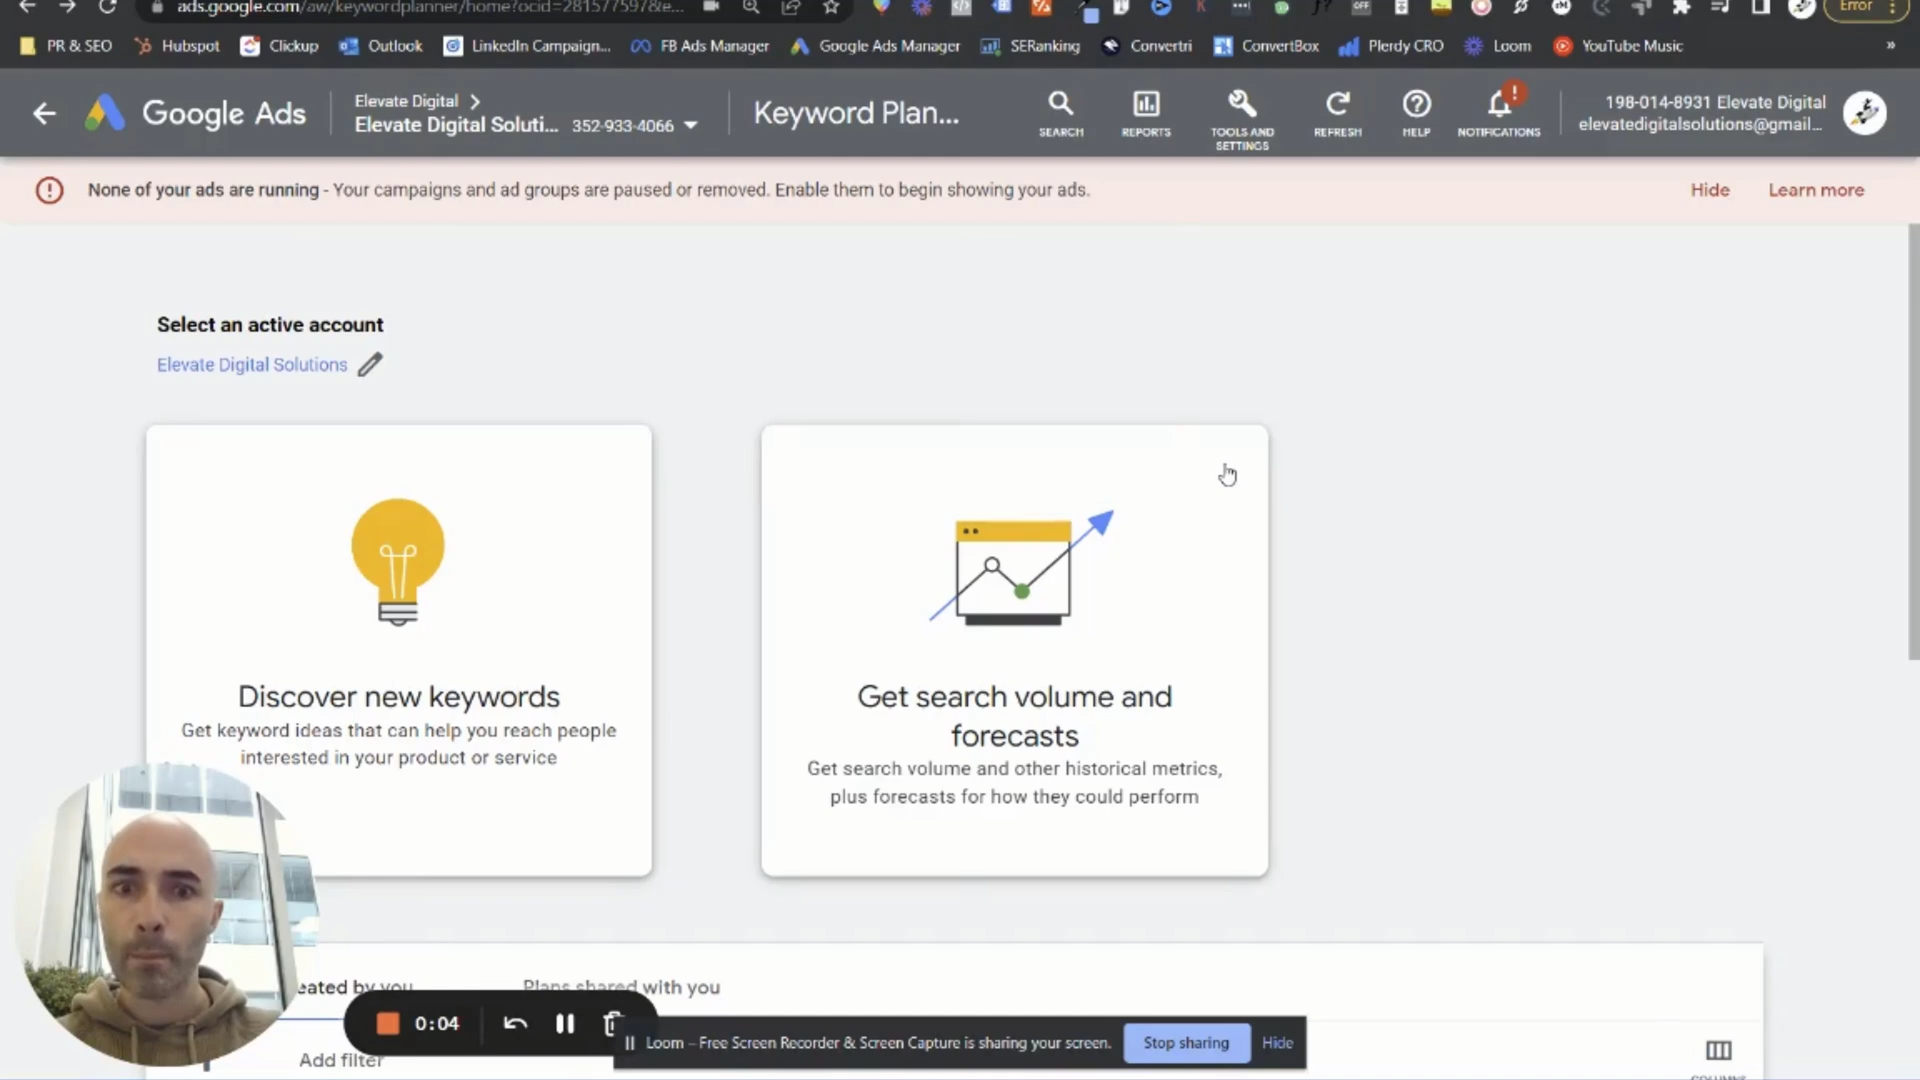 ads.google.com/aw/keywordplanner/home?ocid=281577597&e...
Error
PR & SEO
Hubspot
Clickup
Outlook
LinkedIn Campaign...
FB Ads Manager
Google Ads Manager
SERanking
Convertri
ConvertBox
Plerdy CRO
Loom
YouTube Music
»
Google Ads
Elevate Digital
Elevate Digital Soluti... 352-933-4066
Keyword Plan...
SEARCH
REPORTS
TOOLS AND
SETTINGS
REFRESH
HELP
NOTIFICATIONS
198-014-8931 Elevate Digital
elevatedigitalsolutions@gmail...
None of your ads are running - Your campaigns and ad groups are paused or removed. Enable them to begin showing your ads.
Hide
Learn more
Select an active account
Elevate Digital Solutions
Discover new keywords
Get keyword ideas that can help you reach people
interested in your product or service
Get search volume and
forecasts
Get search volume and other historical metrics,
plus forecasts for how they could perform
eated by you
Plans shared with you
0:04
Loom – Free Screen Recorder & Screen Capture is sharing your screen.
Stop sharing
Hide
Add filter
COLUMNS